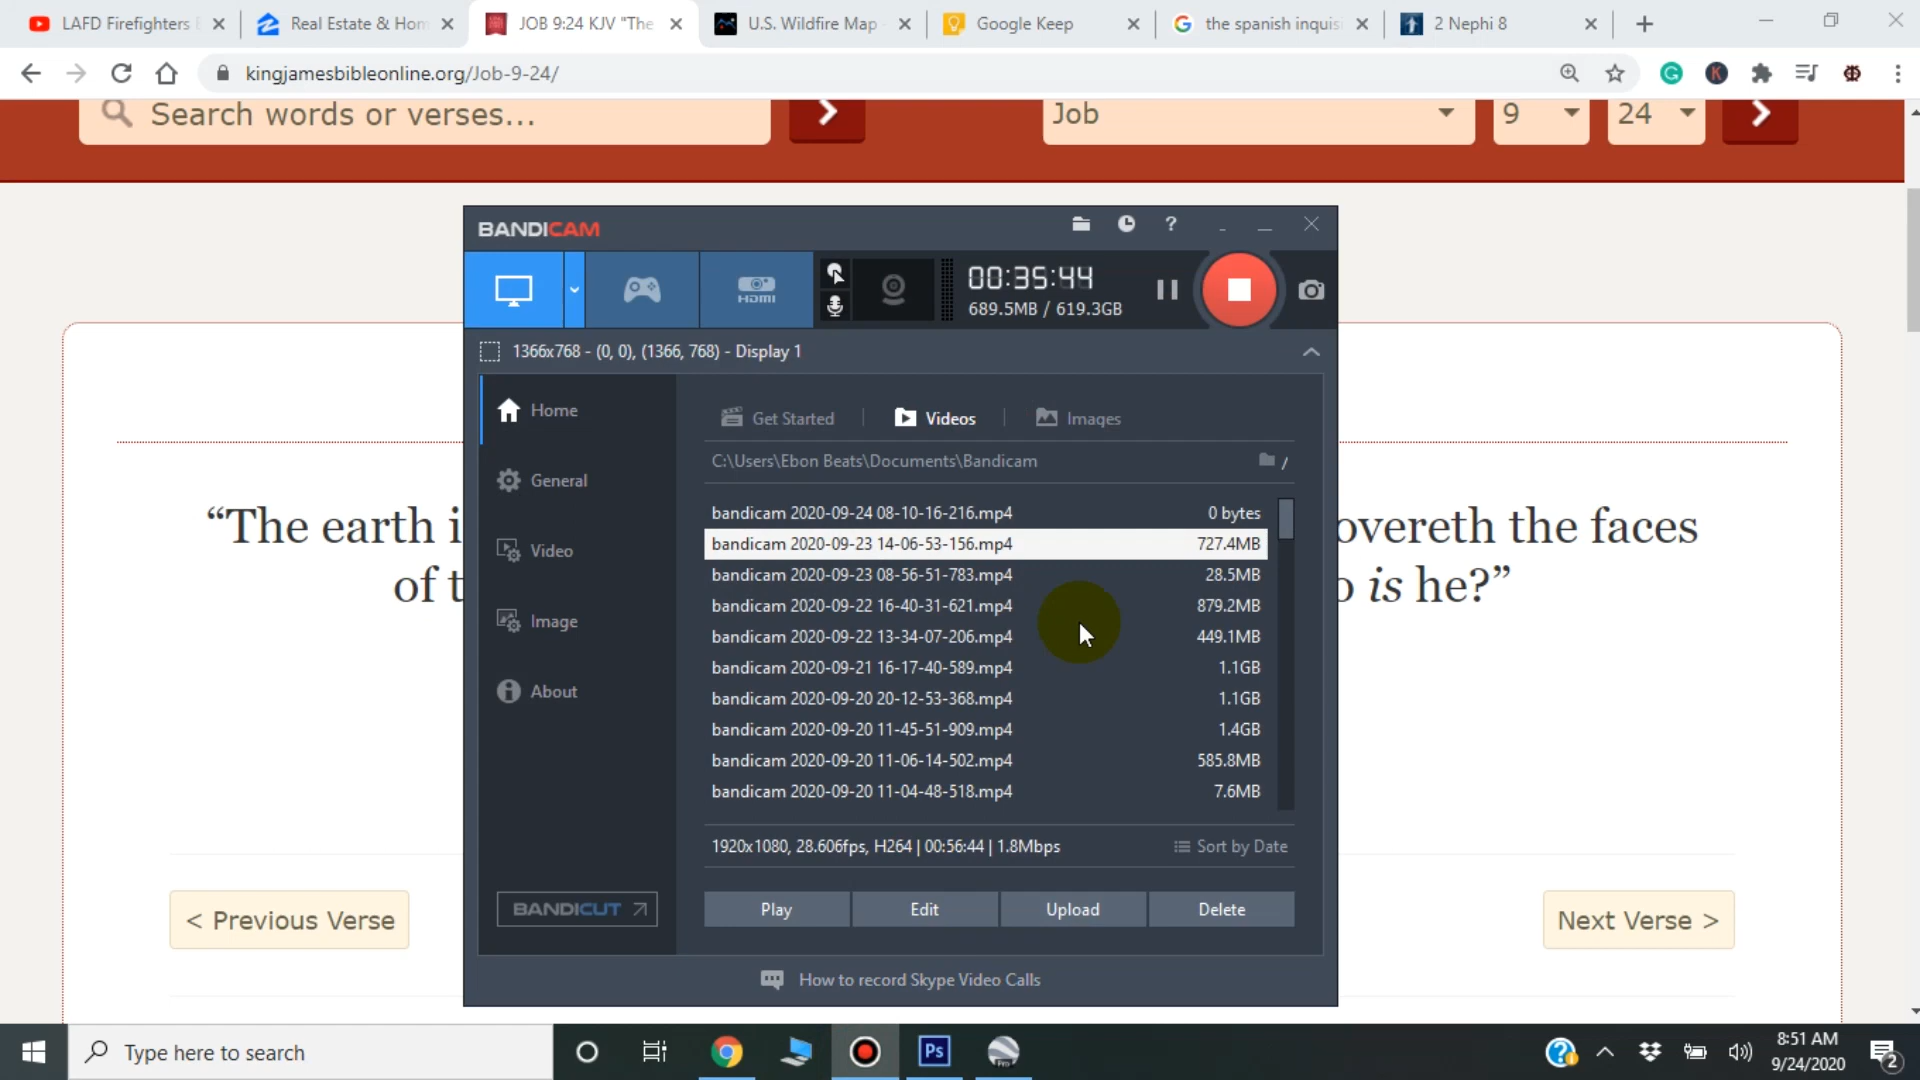 LAFD Firefighters
Real Estate & Hom
JOB 9:24 KJV "The
U.S. Wildfire Map
Google Keep
the spanish inquis
2 Nephi 8
kingjamesbibleonline.org/Job-9-24/
Search words or verses...
Job
9
24
BANDICAM
HDMI
00:35:44
689.5MB / 619.3GB
1366x768 - (0, 0), (1366, 768) - Display 1
Home
General
Video
Image
About
BANDICUT
Get Started
Videos
Images
C:\Users\Ebon Beats\Documents\Bandicam
bandicam 2020-09-24 08-10-16-216.mp4 0 bytes
bandicam 2020-09-23 14-06-53-156.mp4 727.4MB
bandicam 2020-09-23 08-56-51-783.mp4 28.5MB
bandicam 2020-09-22 16-40-31-621.mp4 879.2MB
bandicam 2020-09-22 13-34-07-206.mp4 449.1MB
bandicam 2020-09-21 16-17-40-589.mp4 1.1GB
bandicam 2020-09-20 20-12-53-368.mp4 1.1GB
bandicam 2020-09-20 11-45-51-909.mp4 1.4GB
bandicam 2020-09-20 11-06-14-502.mp4 585.8MB
bandicam 2020-09-20 11-04-48-518.mp4 7.6MB
1920x1080, 28.606fps, H264 | 00:56:44 | 1.8Mbps
Sort by Date
Play
Edit
Upload
Delete
How to record Skype Video Calls
“The earth i
overeth the faces
of t
o is he?”
< Previous Verse
Next Verse >
Type here to search
Ps
8:51 AM
9/24/2020
2